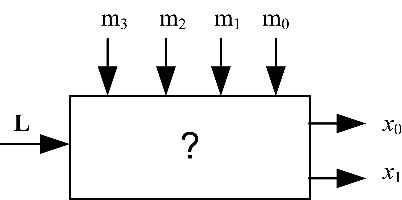 m₃ m₂ m₁ m₀
L
?
x₀
x₁